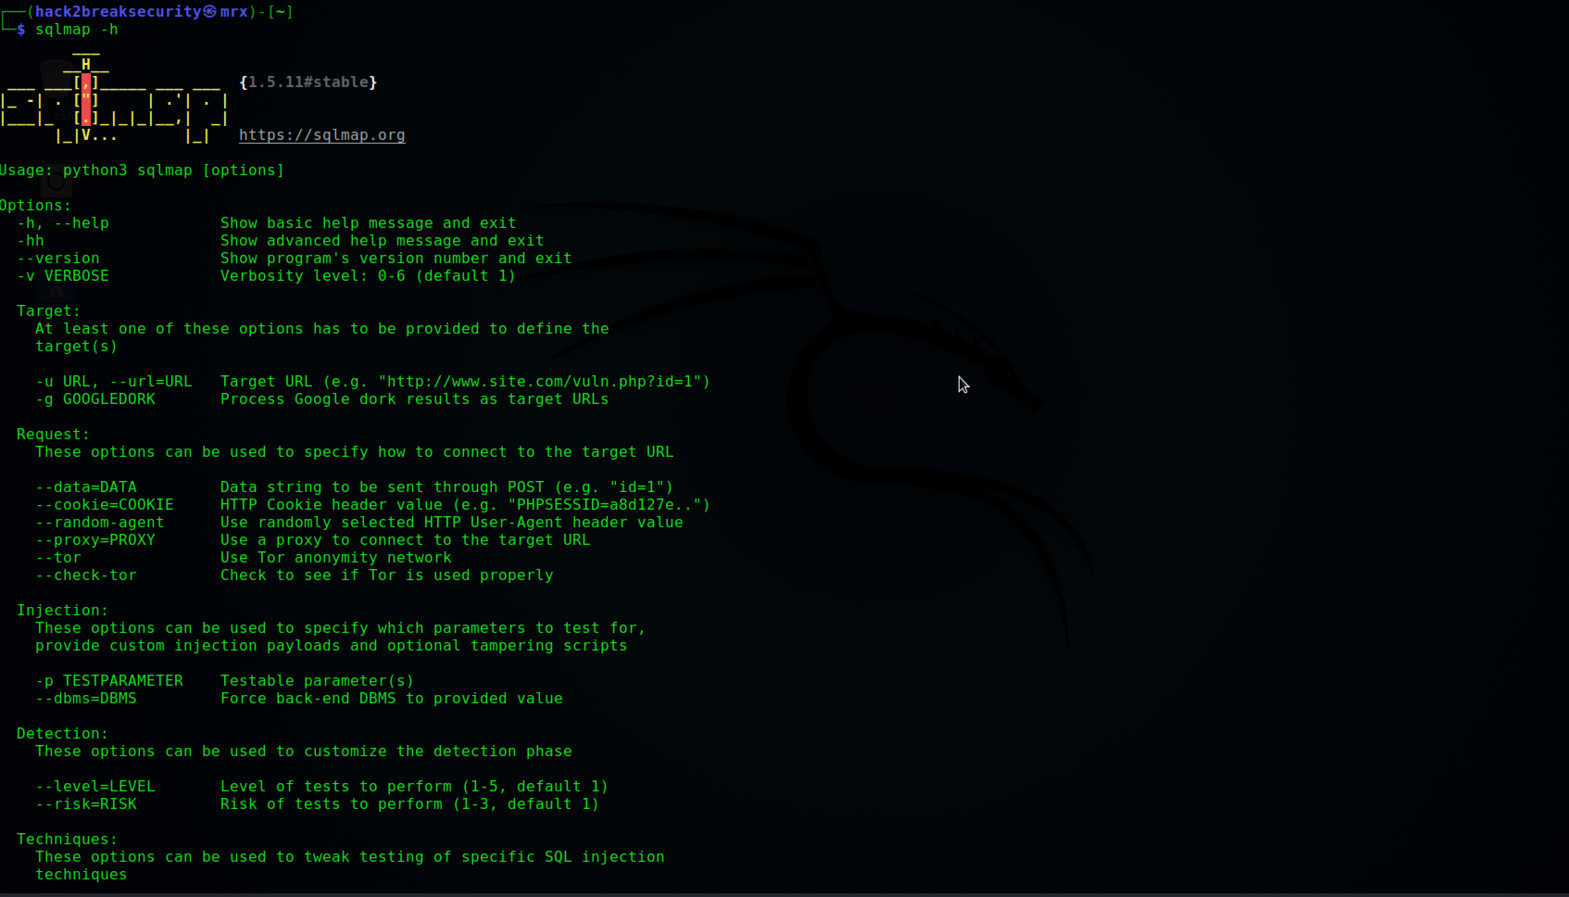 ┌──(hack2breaksecurity㉿mrx)-[~]
└─$ sqlmap -h
        ___
       __H__
 ___ ___[,]_____ ___ ___  {1.5.11#stable}
|_ -| . ["]     | .'| . |
|___|_  [.]_|_|_|__,|  _|
      |_|V...       |_|   https://sqlmap.org

Usage: python3 sqlmap [options]

Options:
  -h, --help            Show basic help message and exit
  -hh                   Show advanced help message and exit
  --version             Show program's version number and exit
  -v VERBOSE            Verbosity level: 0-6 (default 1)

  Target:
    At least one of these options has to be provided to define the
    target(s)

    -u URL, --url=URL   Target URL (e.g. "http://www.site.com/vuln.php?id=1")
    -g GOOGLEDORK       Process Google dork results as target URLs

  Request:
    These options can be used to specify how to connect to the target URL

    --data=DATA         Data string to be sent through POST (e.g. "id=1")
    --cookie=COOKIE     HTTP Cookie header value (e.g. "PHPSESSID=a8d127e..")
    --random-agent      Use randomly selected HTTP User-Agent header value
    --proxy=PROXY       Use a proxy to connect to the target URL
    --tor               Use Tor anonymity network
    --check-tor         Check to see if Tor is used properly

  Injection:
    These options can be used to specify which parameters to test for,
    provide custom injection payloads and optional tampering scripts

    -p TESTPARAMETER    Testable parameter(s)
    --dbms=DBMS         Force back-end DBMS to provided value

  Detection:
    These options can be used to customize the detection phase

    --level=LEVEL       Level of tests to perform (1-5, default 1)
    --risk=RISK         Risk of tests to perform (1-3, default 1)

  Techniques:
    These options can be used to tweak testing of specific SQL injection
    techniques